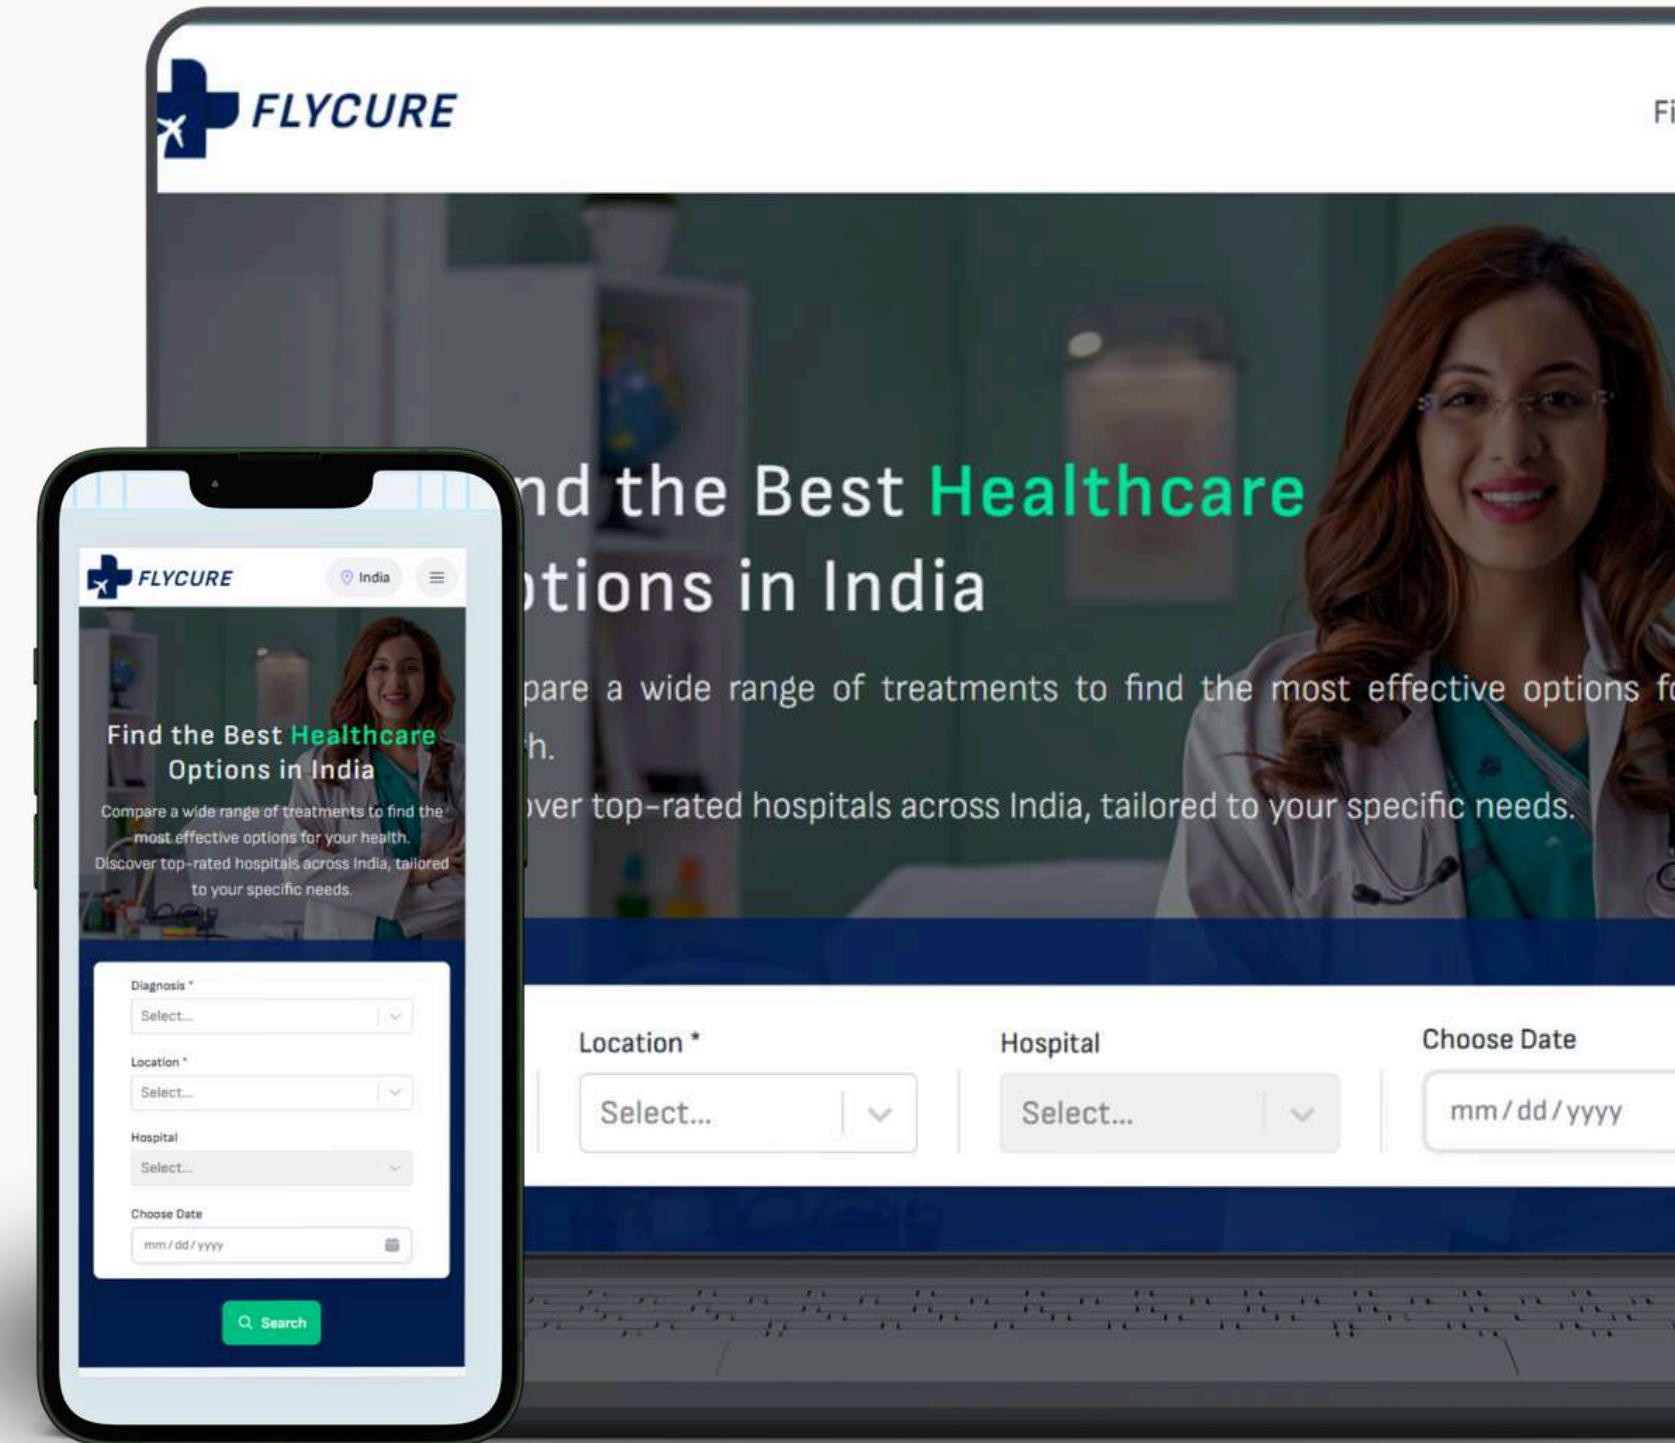 FLYCURE
Fi
nd the Best Healthcare
tions in India
pare a wide range of treatments to find the most effective options fo
h.
ver top-rated hospitals across India, tailored to your specific needs.
Location *
Hospital
Choose Date
Select...
Select...
mm/dd/yyyy
FLYCURE
India
Find the Best Healthcare
Options in India
Compare a wide range of treatments to find the
most effective options for your health.
Discover top-rated hospitals across India, tailored
to your specific needs.
Diagnosis *
Select...
Location *
Select...
Hospital
Select...
Choose Date
mm/dd/yyyy
Search